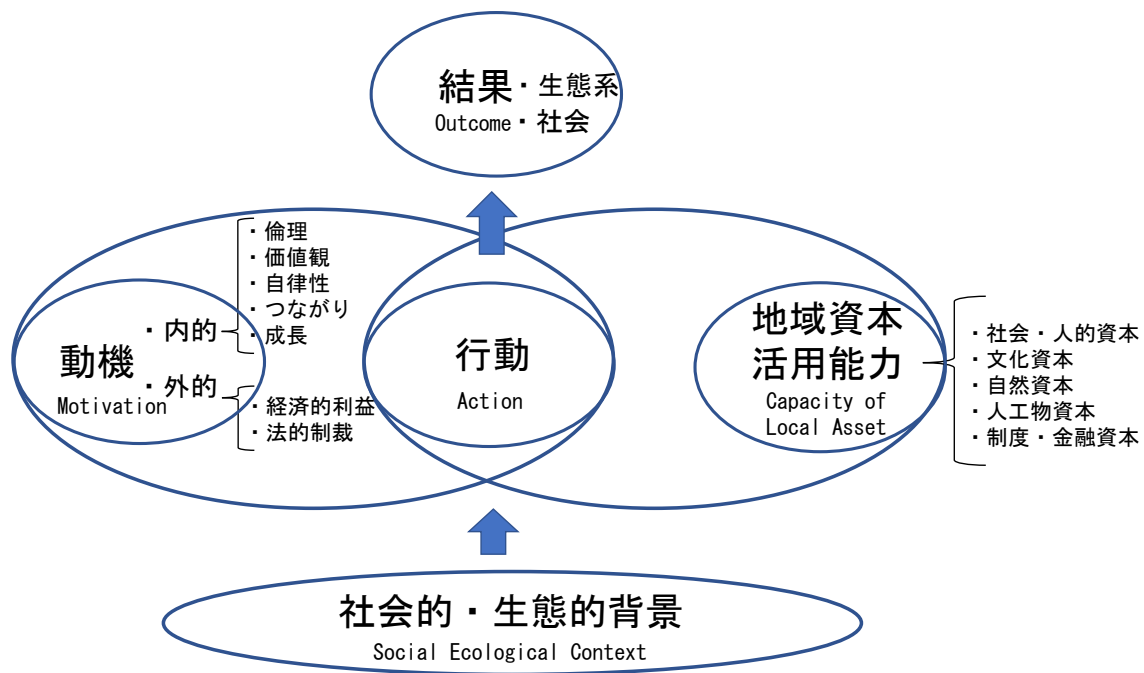 結果・生態系
Outcome・社会
・倫理
・価値観
・自律性
・つながり
・成長
動機
Motivation
・内的
・外的
・経済的利益
・法的制裁
行動
Action
地域資本
活用能力
Capacity of
Local Asset
・社会・人的資本
・文化資本
・自然資本
・人工物資本
・制度・金融資本
社会的・生態的背景
Social Ecological Context